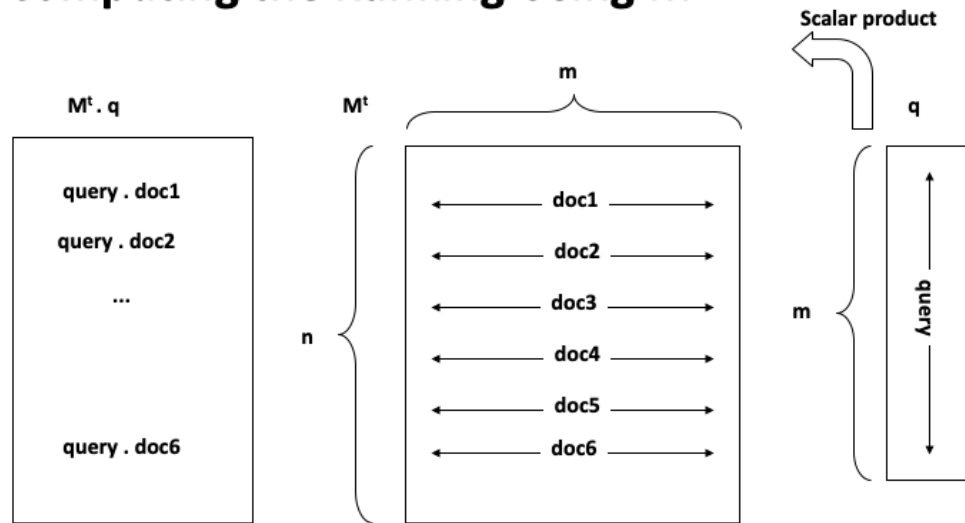 Scalar product
m
Mᵗ . q
Mᵗ
q
query . doc1
query . doc2
...
query . doc6
n
doc1
doc2
doc3
doc4
doc5
doc6
m
query